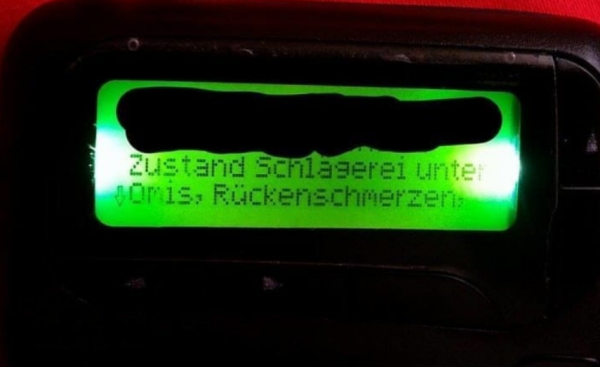 Zustand Schlagerei unter
⇩Omis, Rückenschmerzen,